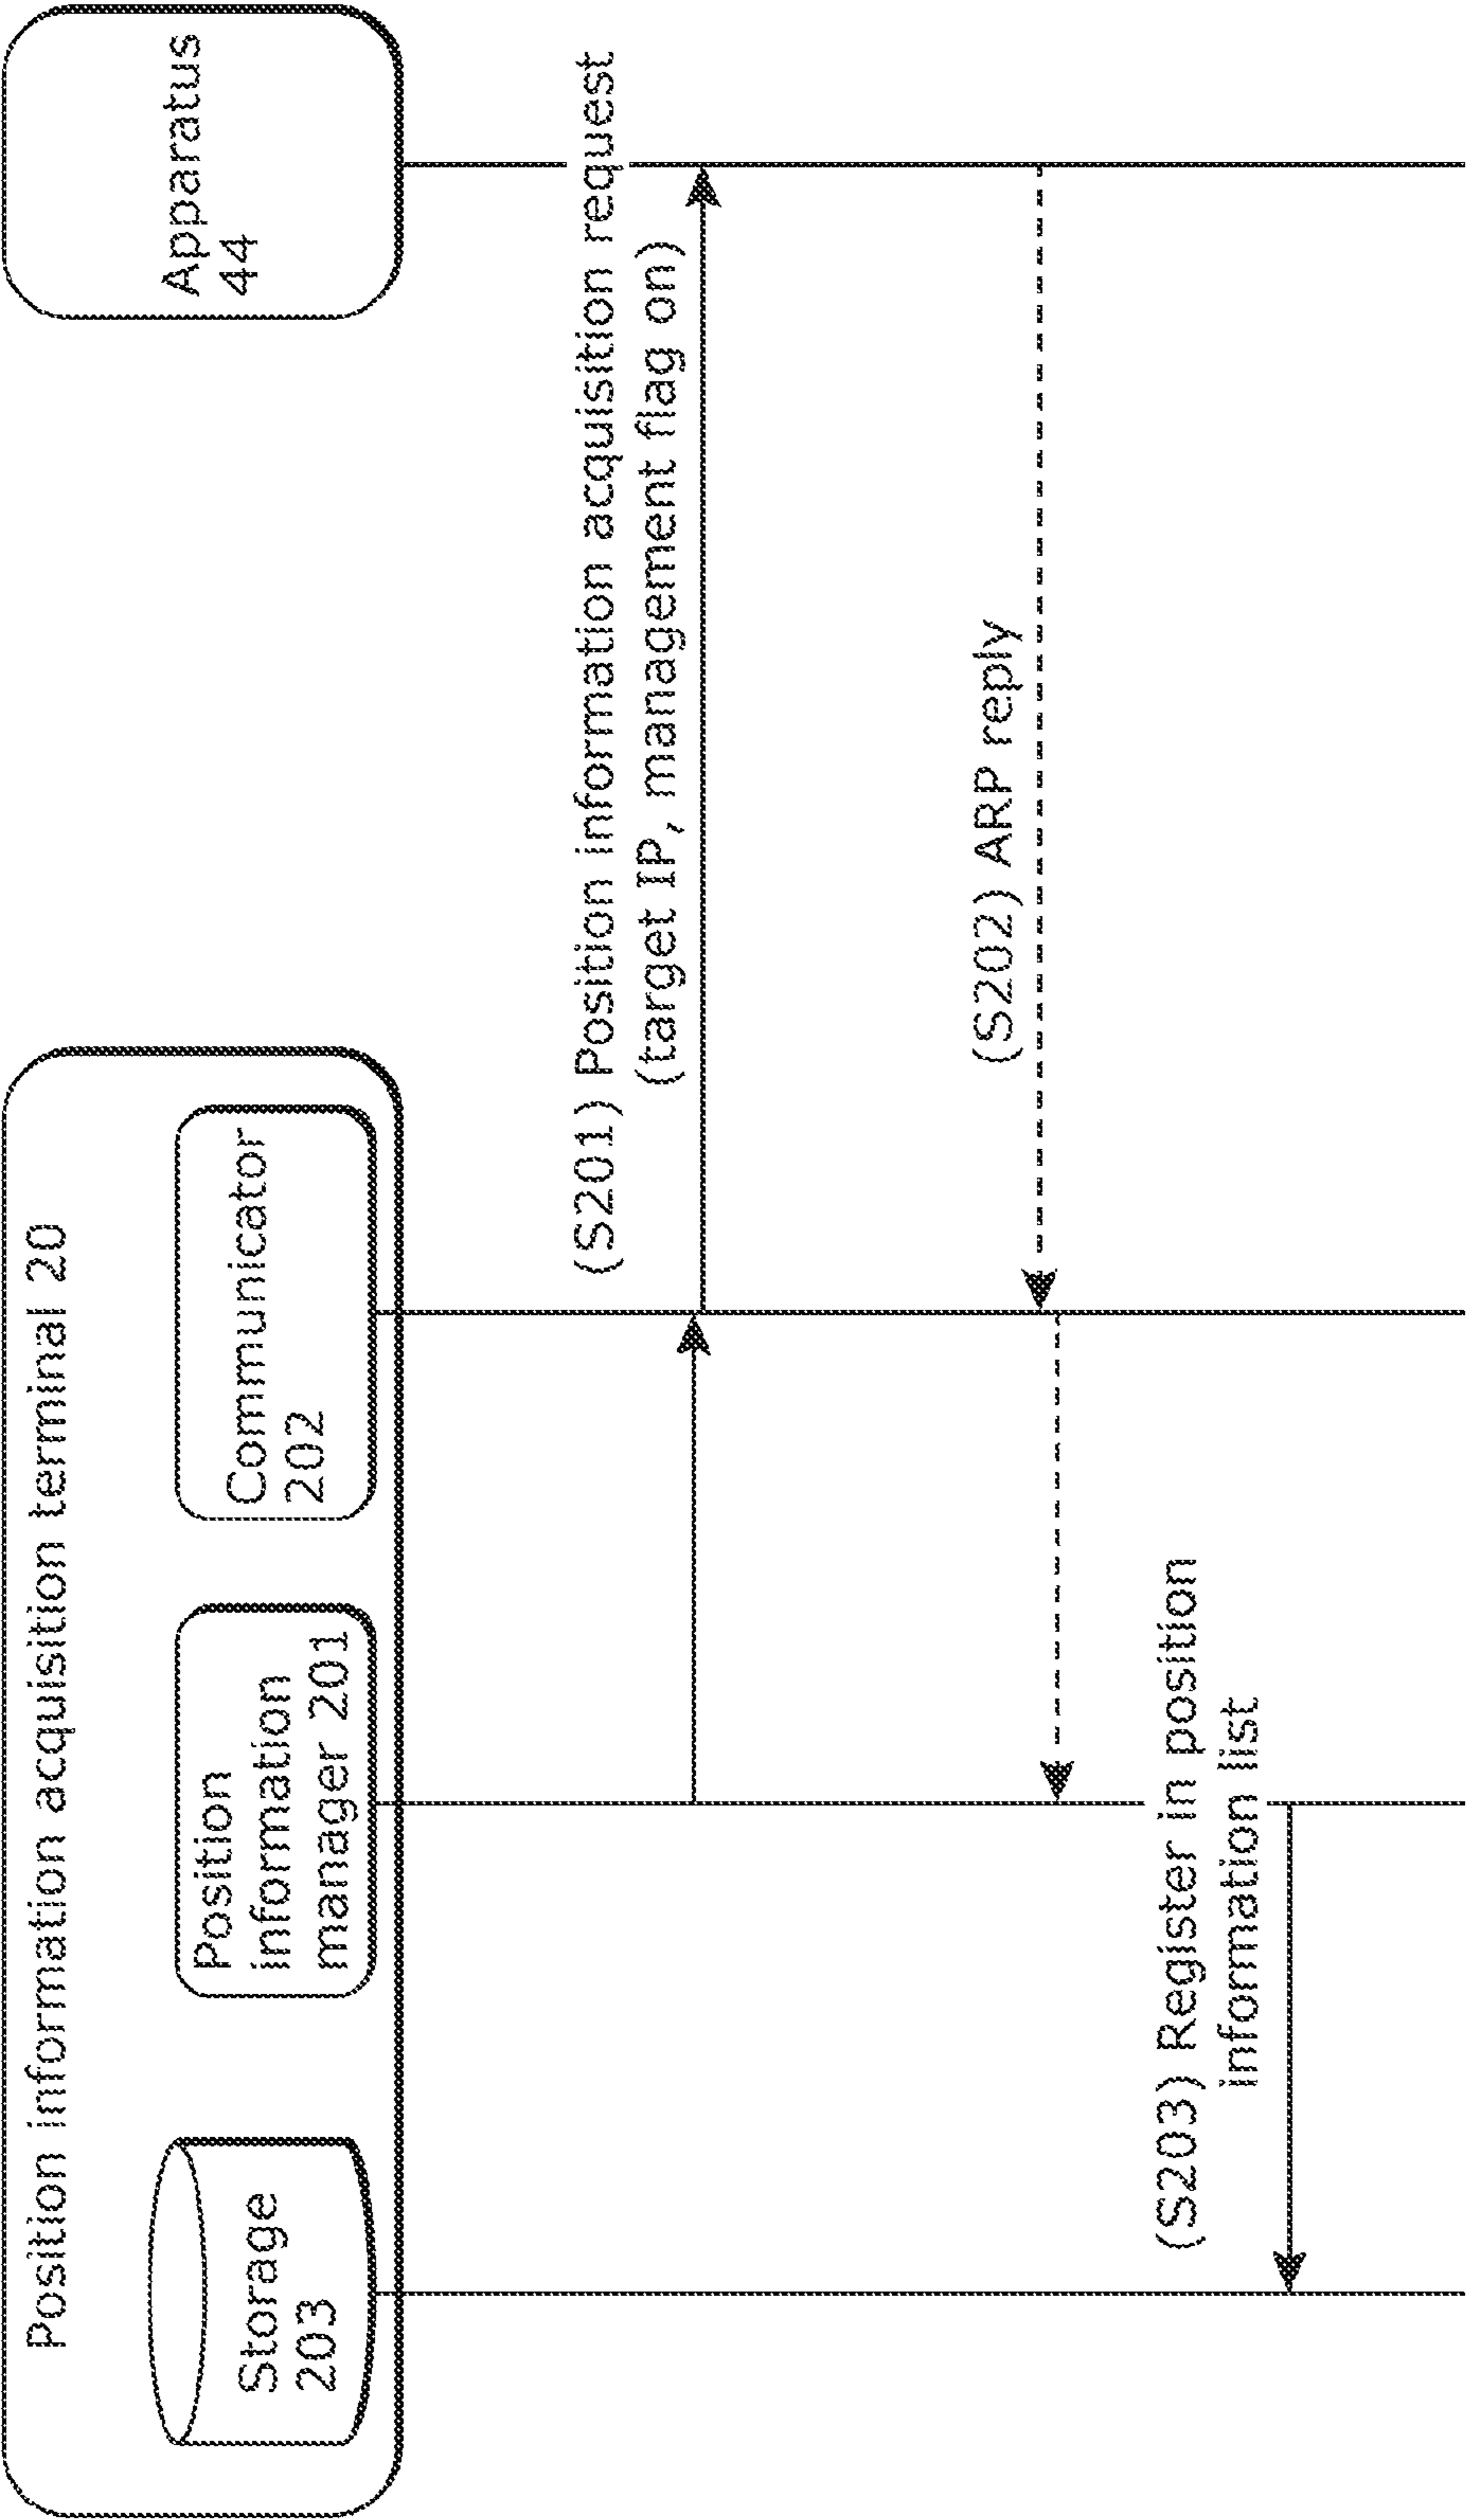 Position information acquisition terminal 20
Storage
203
Position
information
manager 201
Communicator
202
Apparatus
44
(S201) Position information acquisition request
(target IP, management flag on)
(S202) ARP reply
(S203) Register in position
information list